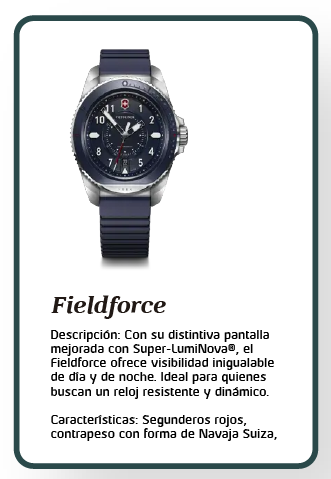 Fieldforce
Descripción: Con su distintiva pantalla
mejorada con Super-LumiNova®, el
Fieldforce ofrece visibilidad inigualable
de día y de noche. Ideal para quienes
buscan un reloj resistente y dinámico.
Características: Segunderos rojos,
contrapeso con forma de Navaja Suiza,